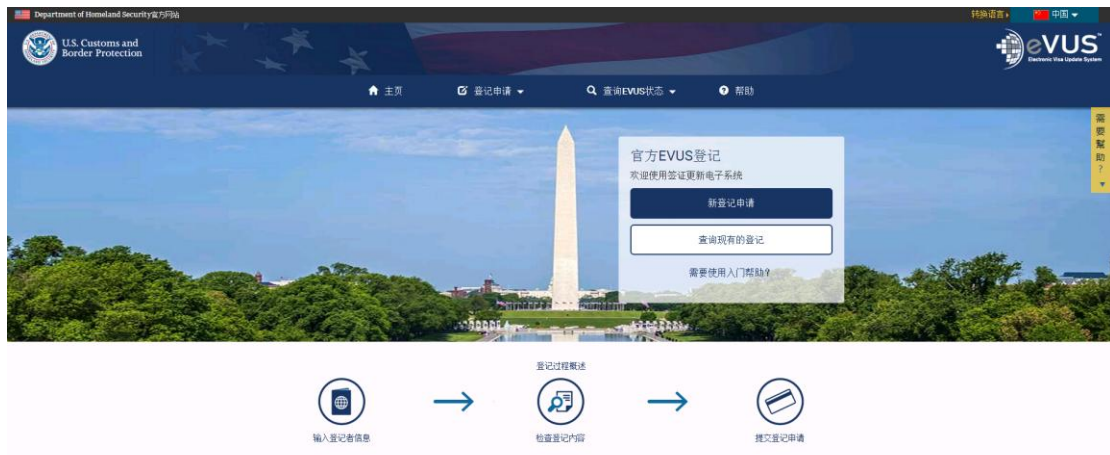 Department of Homeland Security官方网站
转换语言
中国
U.S. Customs and
Border Protection
eVUS
Electronic Visa Update System
主页
登记申请
查询EVUS状态
帮助
需要幫助?
官方EVUS登记
欢迎使用签证更新电子系统
新登记申请
查询现有的登记
需要使用入门帮助?
登记过程概述
输入登记者信息
检查登记内容
提交登记申请